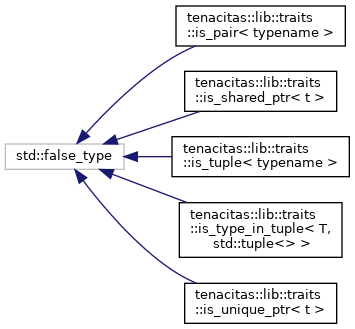 tenacitas::lib::traits
::is_pair< typename >
tenacitas::lib::traits
::is_shared_ptr< t >
std::false_type
tenacitas::lib::traits
::is_tuple< typename >
tenacitas::lib::traits
::is_type_in_tuple< T,
std::tuple<> >
tenacitas::lib::traits
::is_unique_ptr< t >